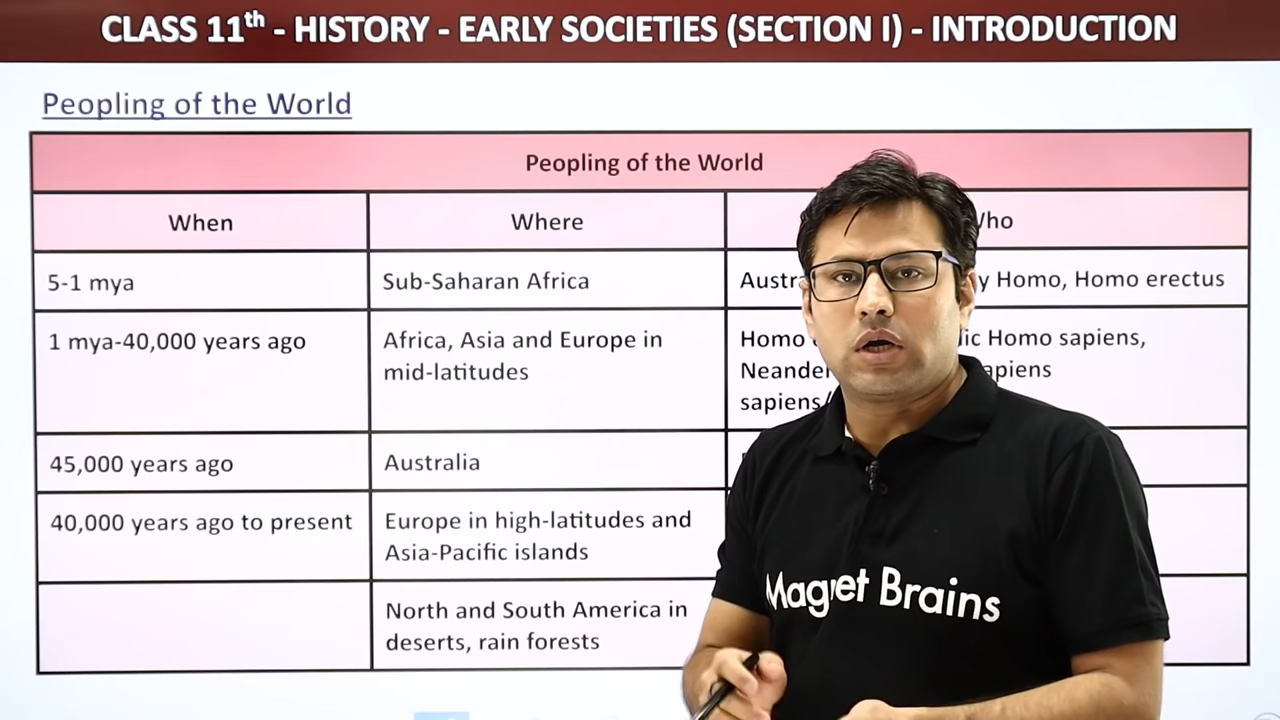 CLASS 11th - HISTORY - EARLY SOCIETIES (SECTION I) - INTRODUCTION
Peopling of the World
Peopling of the World
When Where
5-1 mya Sub-Saharan Africa Homo, Homo erectus
1 mya-40,000 years ago Africa, Asia and Europe in Homo Homo sapiens,
mid-latitudes
45,000 years ago Australia
40,000 years ago to present Europe in high-latitudes and
Asia-Pacific islands
North and South America in
deserts, rain forests
Magnet Brains